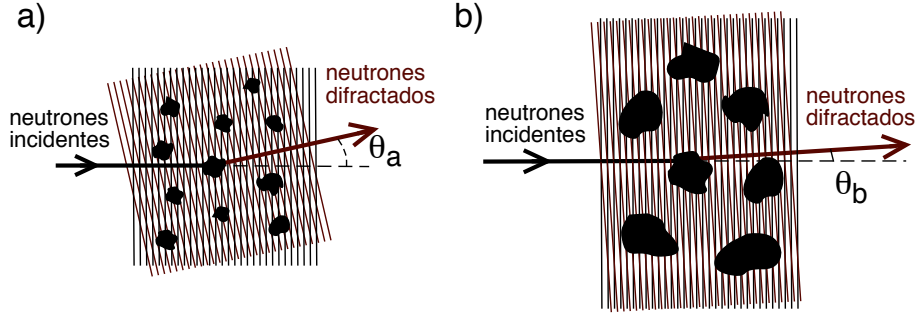 a)
neutrones
incidentes
neutrones
difractados
θa
b)
neutrones
incidentes
neutrones
difractados
θb